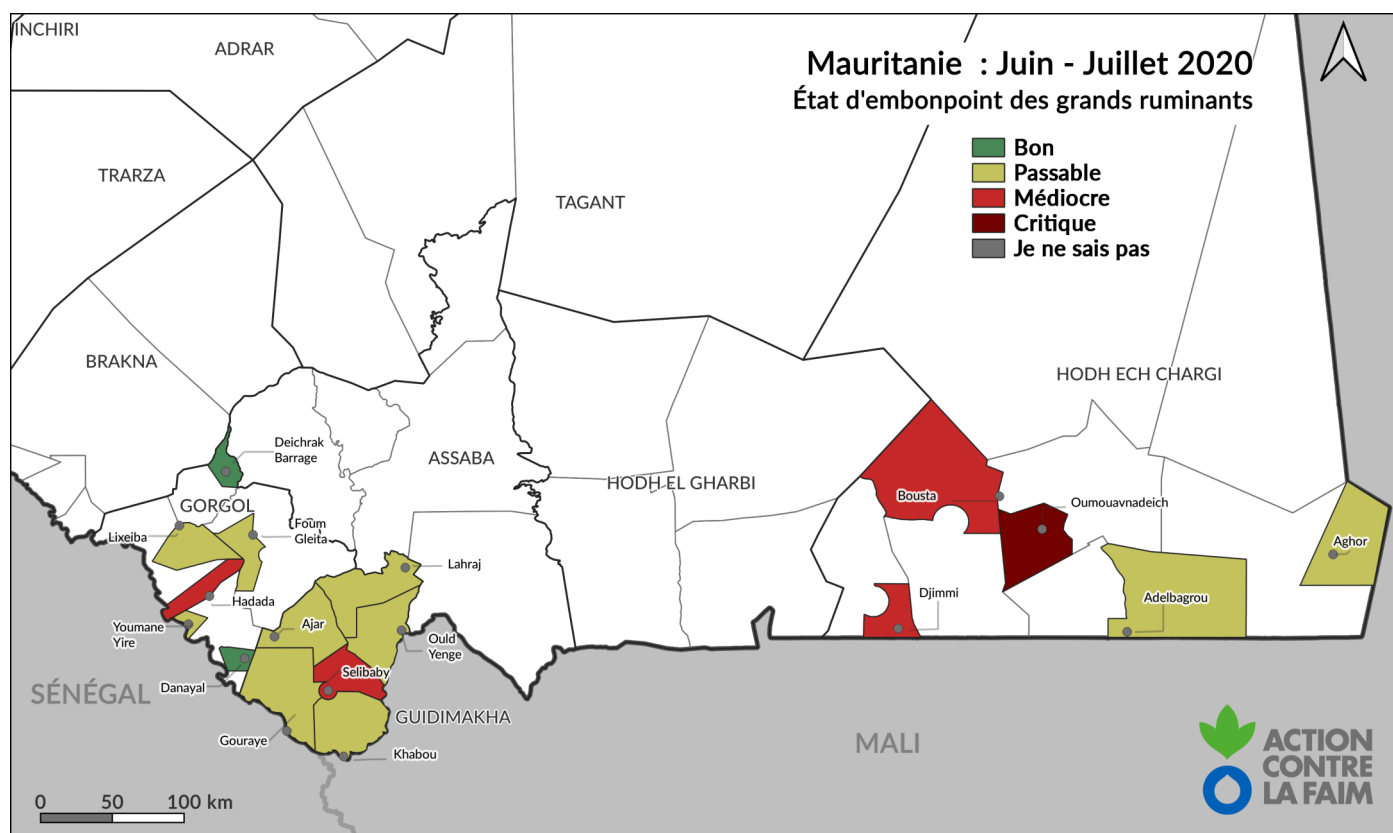 INCHIRI
ADRAR
Mauritanie : Juin - Juillet 2020
État d'embonpoint des grands ruminants
Bon
Passable
Médiocre
Critique
Je ne sais pas
TRARZA
TAGANT
BRAKNA
HODH ECH CHARGI
Deichrak
Barrage
ASSABA
HODH EL GHARBI
Bousta
Oumouavnadeich
GORGOL
Lixeiba
Foum
Gleita
Aghor
Lahraj
Hadada
Djimmi
Adelbagrou
Youmane
Yire
Ajar
Ould
Yenge
Selibaby
Danayal
SÉNÉGAL
GUIDIMAKHA
Gouraye
Khabou
MALI
ACTION
CONTRE
LA FAIM
0 50 100 km